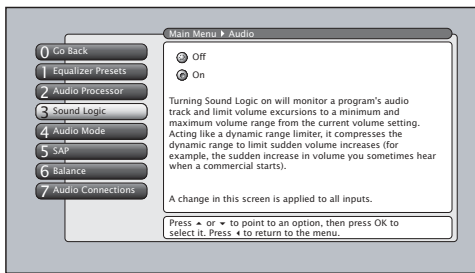 Main Menu ▸ Audio
0 Go Back
1 Equalizer Presets
2 Audio Processor
3 Sound Logic
4 Audio Mode
5 SAP
6 Balance
7 Audio Connections
Off
On
Turning Sound Logic on will monitor a program's audio
track and limit volume excursions to a minimum and
maximum volume range from the current volume setting.
Acting like a dynamic range limiter, it compresses the
dynamic range to limit sudden volume increases (for
example, the sudden increase in volume you sometimes hear
when a commercial starts).
A change in this screen is applied to all inputs.
Press ▴ or ▾ to point to an option, then press OK to
select it. Press ◂ to return to the menu.